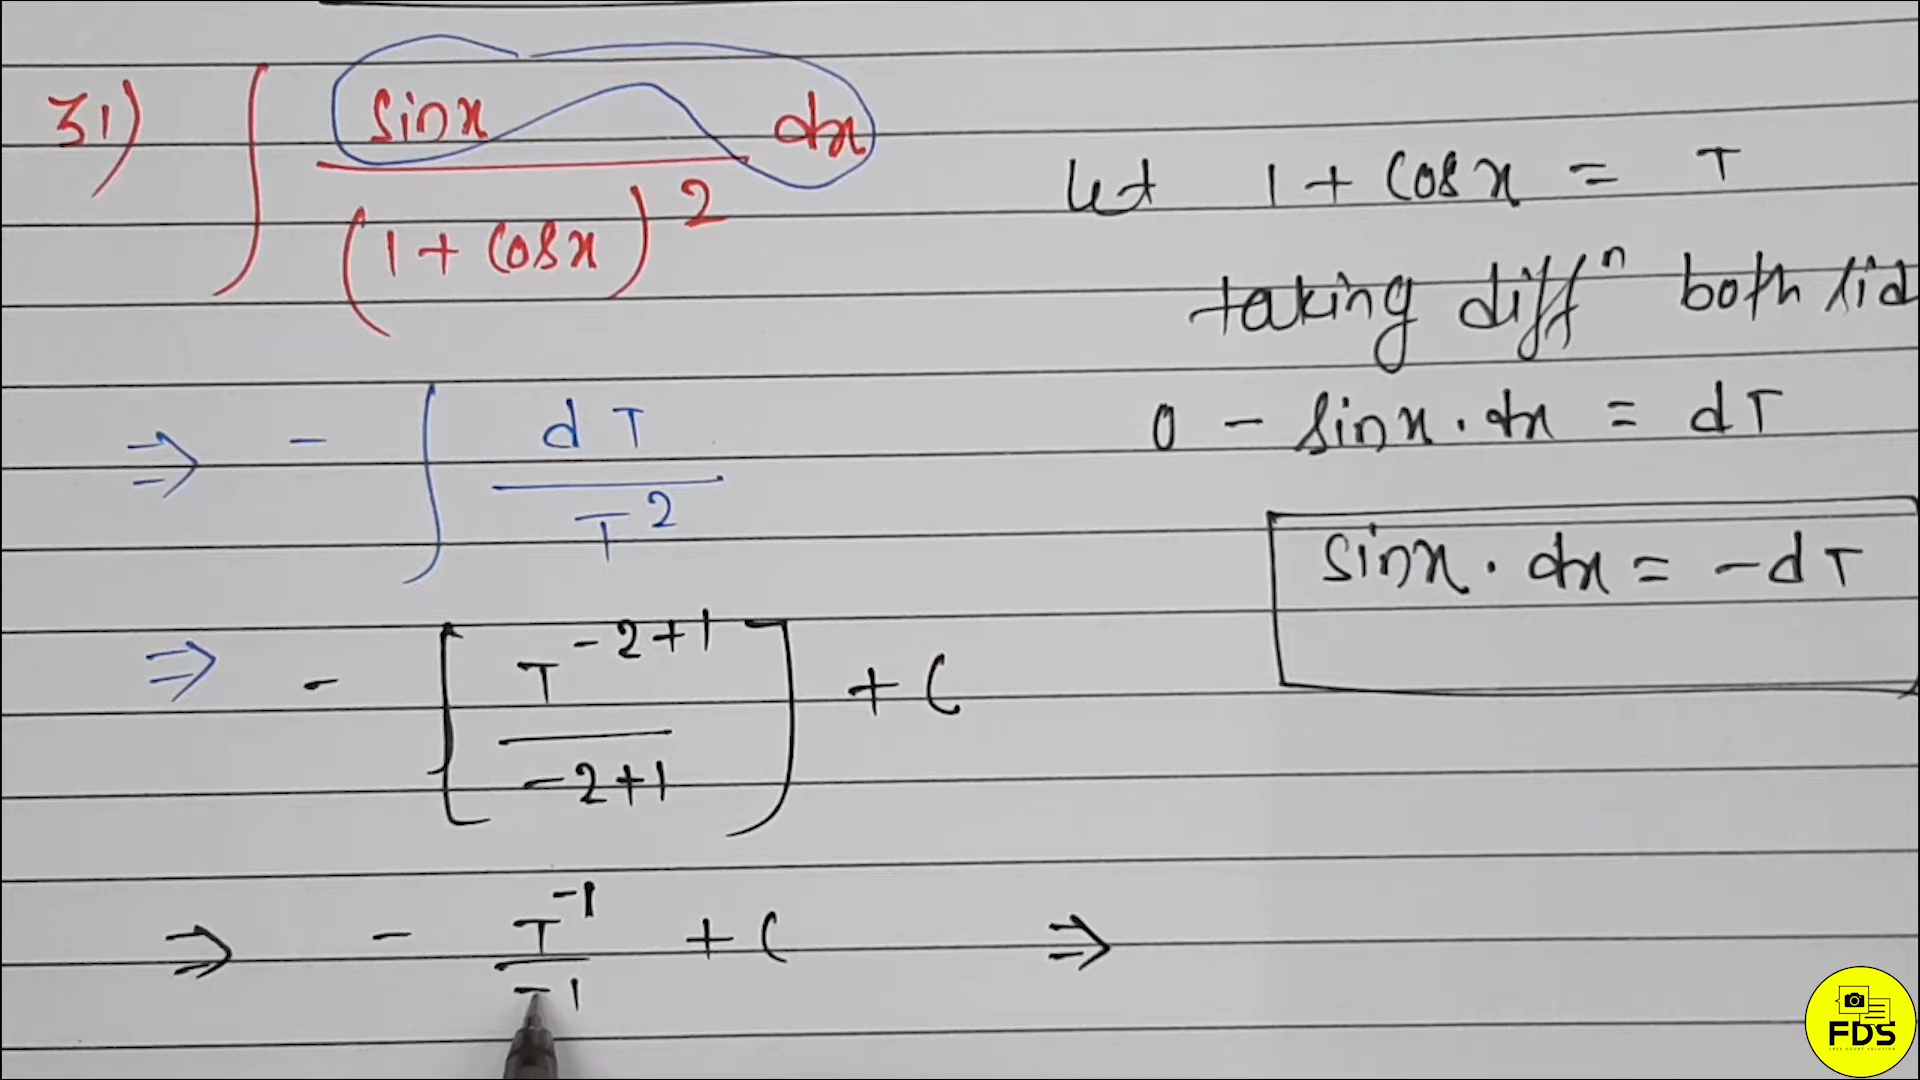 31) ∫ sinx dx / (1 + cosx)²
let 1 + cosx = T
taking diffⁿ both sid
0 - sinx . dx = dT
sinx . dx = -dT
⇒ - ∫ dT / T²
⇒ - [ T^-2+1 / -2+1 ] + C
⇒ - T^-1 / -1 + C ⇒
FDS